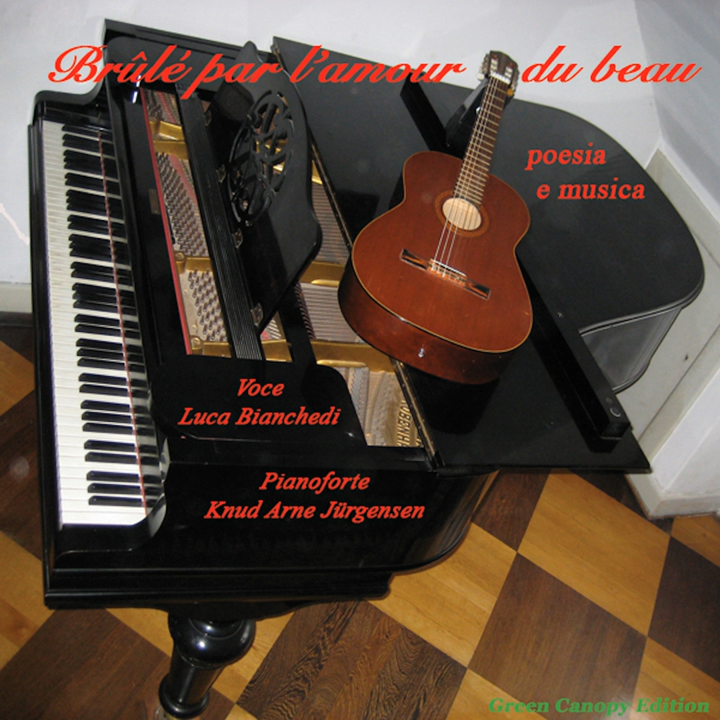 Brûlé par l'amour du beau
poesia
e musica
Voce
Luca Bianchedi
Pianoforte
Knud Arne Jürgensen
Green Canopy Edition